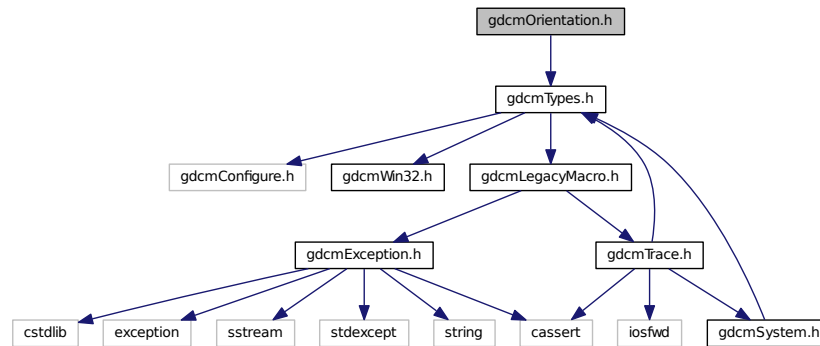 gdcmOrientation.h
gdcmTypes.h
gdcmConfigure.h
gdcmWin32.h
gdcmLegacyMacro.h
gdcmException.h
gdcmTrace.h
cstdlib
exception
sstream
stdexcept
string
cassert
iosfwd
gdcmSystem.h